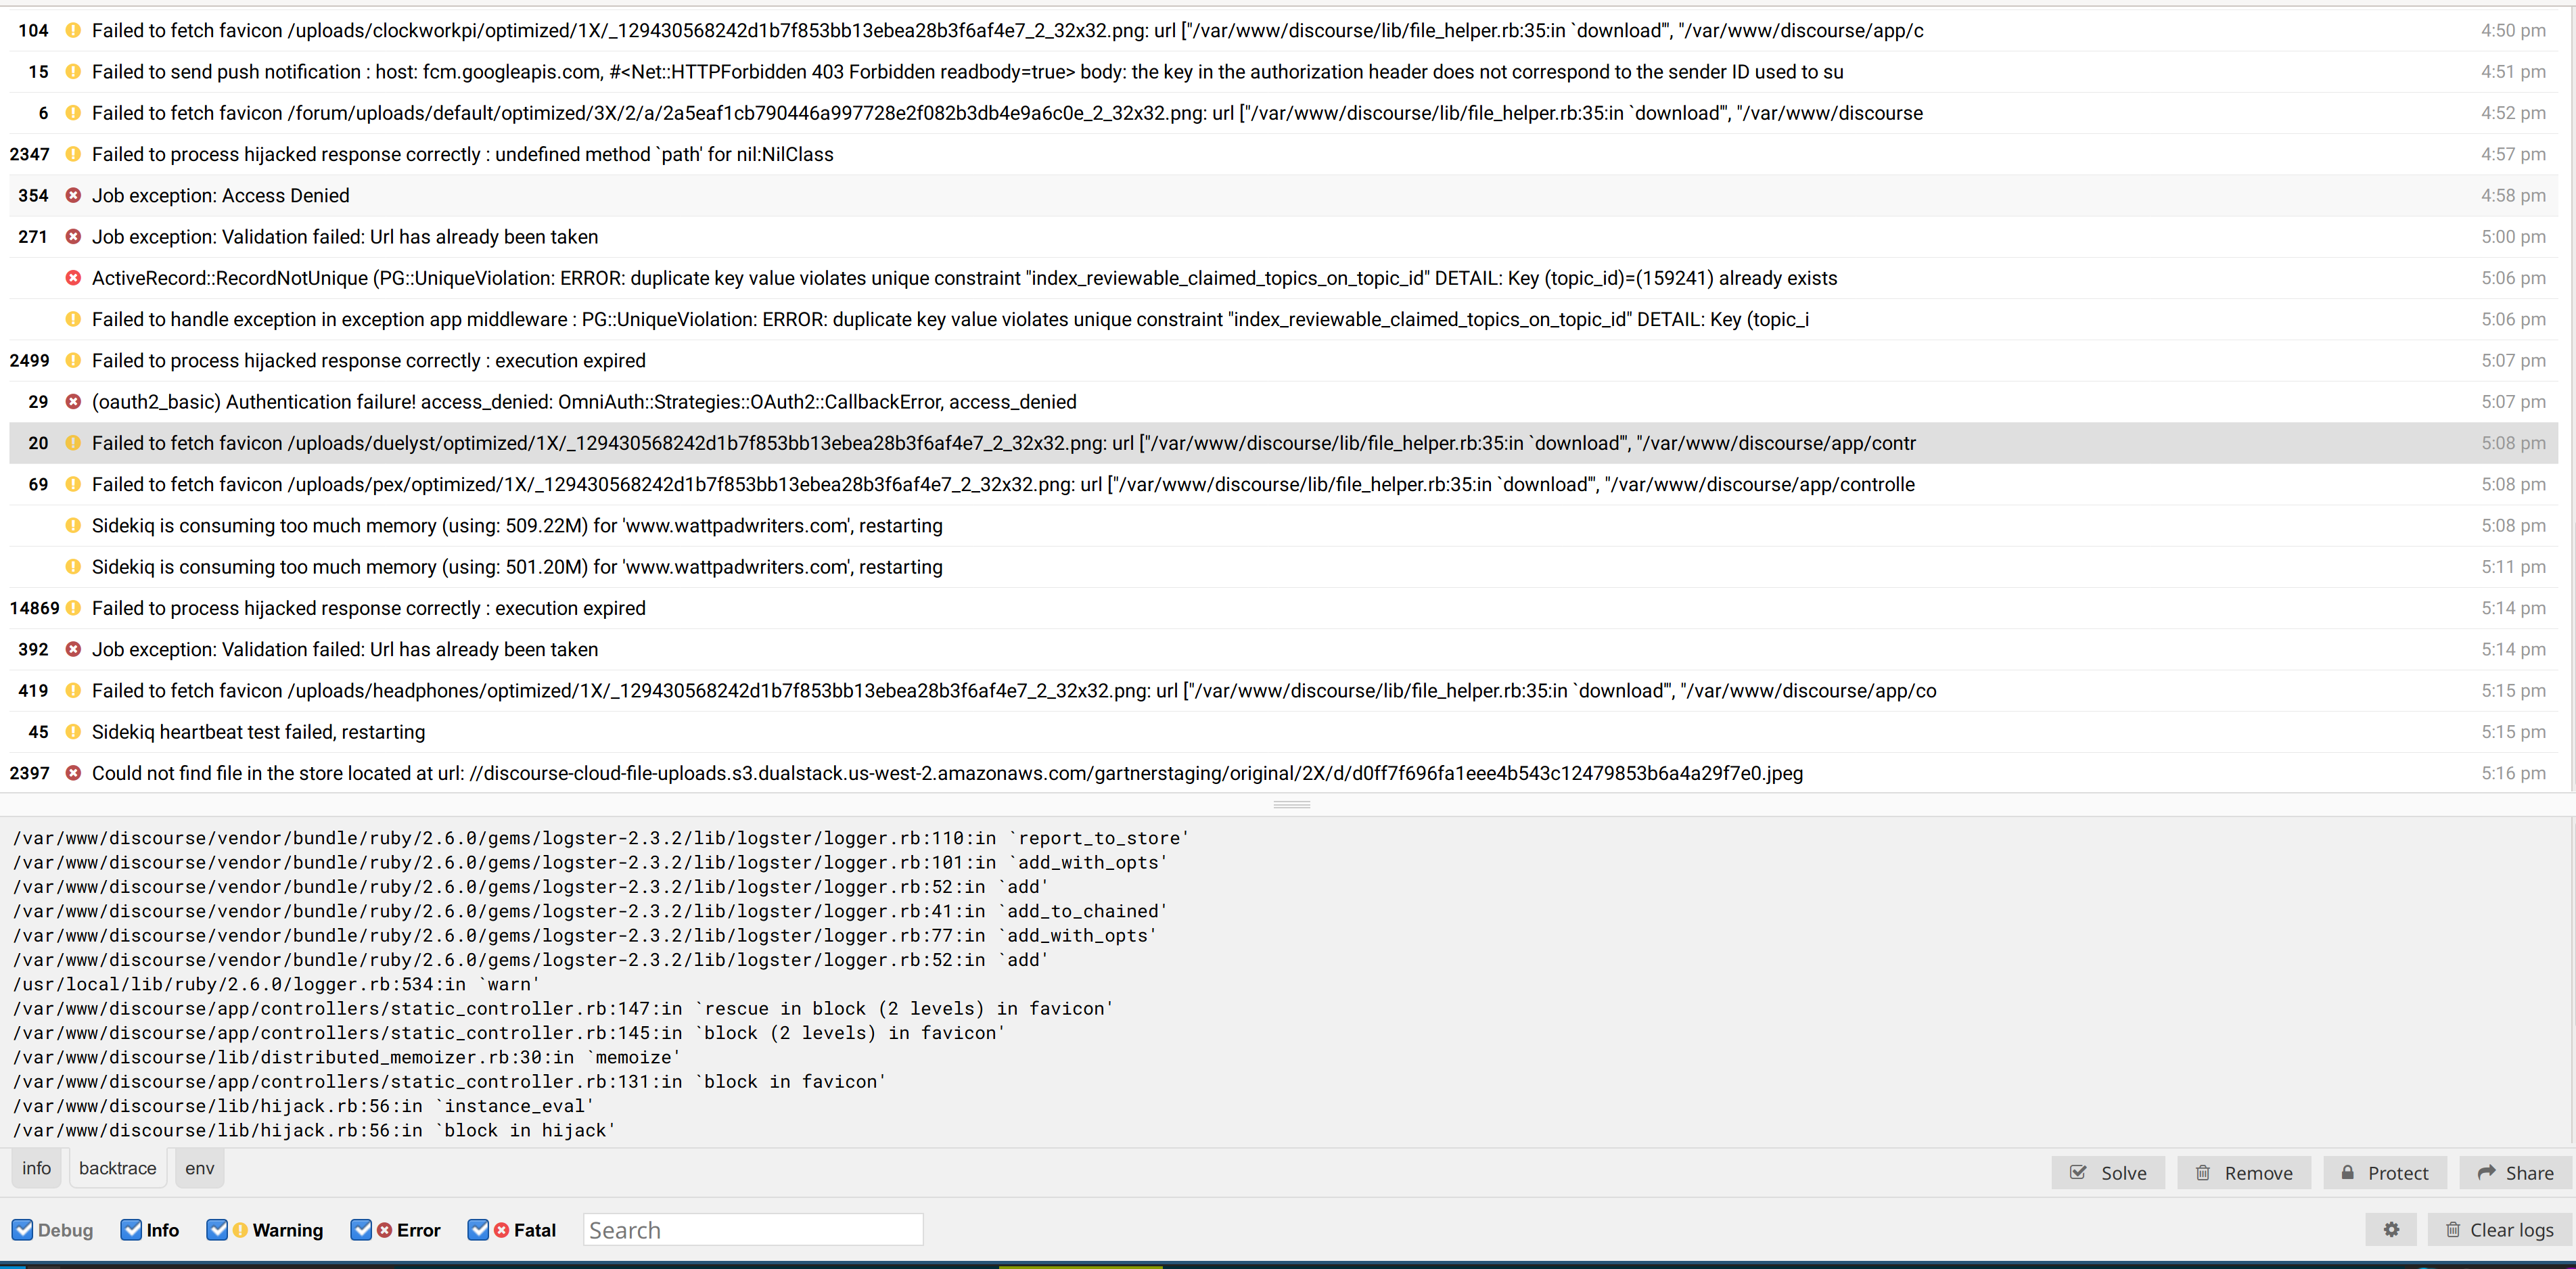 104 Failed to fetch favicon /uploads/clockworkpi/optimized/1X/_129430568242d1b7f853bb13ebea28b3f6af4e7_2_32x32.png: url ["/var/www/discourse/lib/file_helper.rb:35:in `download'", "/var/www/discourse/app/c 4:50 pm
15 Failed to send push notification : host: fcm.googleapis.com, #<Net::HTTPForbidden 403 Forbidden readbody=true> body: the key in the authorization header does not correspond to the sender ID used to su 4:51 pm
6 Failed to fetch favicon /forum/uploads/default/optimized/3X/2/a/2a5eaf1cb790446a997728e2f082b3db4e9a6c0e_2_32x32.png: url ["/var/www/discourse/lib/file_helper.rb:35:in `download'", "/var/www/discourse 4:52 pm
2347 Failed to process hijacked response correctly : undefined method `path' for nil:NilClass 4:57 pm
354 Job exception: Access Denied 4:58 pm
271 Job exception: Validation failed: Url has already been taken 5:00 pm
ActiveRecord::RecordNotUnique (PG::UniqueViolation: ERROR: duplicate key value violates unique constraint "index_reviewable_claimed_topics_on_topic_id" DETAIL: Key (topic_id)=(159241) already exists 5:06 pm
Failed to handle exception in exception app middleware : PG::UniqueViolation: ERROR: duplicate key value violates unique constraint "index_reviewable_claimed_topics_on_topic_id" DETAIL: Key (topic_i 5:06 pm
2499 Failed to process hijacked response correctly : execution expired 5:07 pm
29 (oauth2_basic) Authentication failure! access_denied: OmniAuth::Strategies::OAuth2::CallbackError, access_denied 5:07 pm
20 Failed to fetch favicon /uploads/duelyst/optimized/1X/_129430568242d1b7f853bb13ebea28b3f6af4e7_2_32x32.png: url ["/var/www/discourse/lib/file_helper.rb:35:in `download'", "/var/www/discourse/app/contr 5:08 pm
69 Failed to fetch favicon /uploads/pex/optimized/1X/_129430568242d1b7f853bb13ebea28b3f6af4e7_2_32x32.png: url ["/var/www/discourse/lib/file_helper.rb:35:in `download'", "/var/www/discourse/app/controlle 5:08 pm
Sidekiq is consuming too much memory (using: 509.22M) for 'www.wattpadwriters.com', restarting 5:08 pm
Sidekiq is consuming too much memory (using: 501.20M) for 'www.wattpadwriters.com', restarting 5:11 pm
14869 Failed to process hijacked response correctly : execution expired 5:14 pm
392 Job exception: Validation failed: Url has already been taken 5:14 pm
419 Failed to fetch favicon /uploads/headphones/optimized/1X/_129430568242d1b7f853bb13ebea28b3f6af4e7_2_32x32.png: url ["/var/www/discourse/lib/file_helper.rb:35:in `download'", "/var/www/discourse/app/co 5:15 pm
45 Sidekiq heartbeat test failed, restarting 5:15 pm
2397 Could not find file in the store located at url: //discourse-cloud-file-uploads.s3.dualstack.us-west-2.amazonaws.com/gartnerstaging/original/2X/d/d0ff7f696fa1eee4b543c12479853b6a4a29f7e0.jpeg 5:16 pm
/var/www/discourse/vendor/bundle/ruby/2.6.0/gems/logster-2.3.2/lib/logster/logger.rb:110:in `report_to_store'
/var/www/discourse/vendor/bundle/ruby/2.6.0/gems/logster-2.3.2/lib/logster/logger.rb:101:in `add_with_opts'
/var/www/discourse/vendor/bundle/ruby/2.6.0/gems/logster-2.3.2/lib/logster/logger.rb:52:in `add'
/var/www/discourse/vendor/bundle/ruby/2.6.0/gems/logster-2.3.2/lib/logster/logger.rb:41:in `add_to_chained'
/var/www/discourse/vendor/bundle/ruby/2.6.0/gems/logster-2.3.2/lib/logster/logger.rb:77:in `add_with_opts'
/var/www/discourse/vendor/bundle/ruby/2.6.0/gems/logster-2.3.2/lib/logster/logger.rb:52:in `add'
/usr/local/lib/ruby/2.6.0/logger.rb:534:in `warn'
/var/www/discourse/app/controllers/static_controller.rb:147:in `rescue in block (2 levels) in favicon'
/var/www/discourse/app/controllers/static_controller.rb:145:in `block (2 levels) in favicon'
/var/www/discourse/lib/distributed_memoizer.rb:30:in `memoize'
/var/www/discourse/app/controllers/static_controller.rb:131:in `block in favicon'
/var/www/discourse/lib/hijack.rb:56:in `instance_eval'
/var/www/discourse/lib/hijack.rb:56:in `block in hijack'
info backtrace env Solve Remove Protect Share
Debug Info Warning Error Fatal Search Clear logs